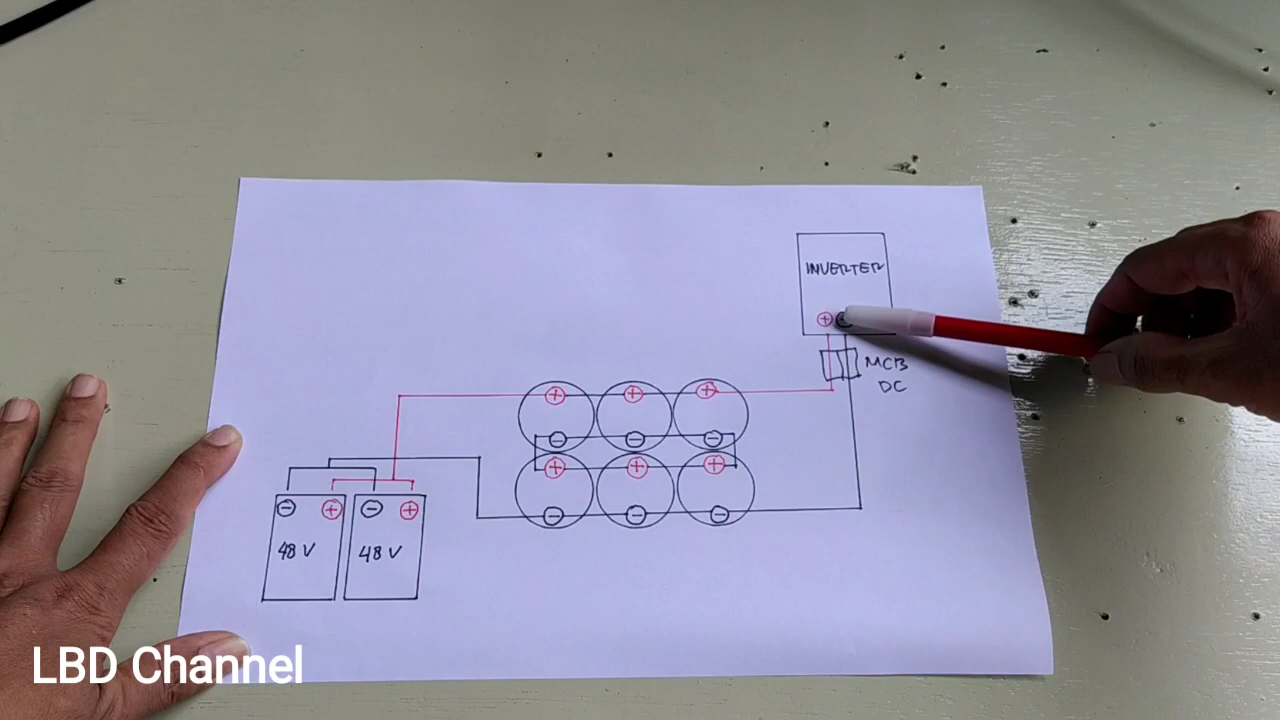 INVERTER
+ -
MCB
DC
+ + +
- - -
+ + +
- + - +
- - -
48 V 48 V
LBD Channel